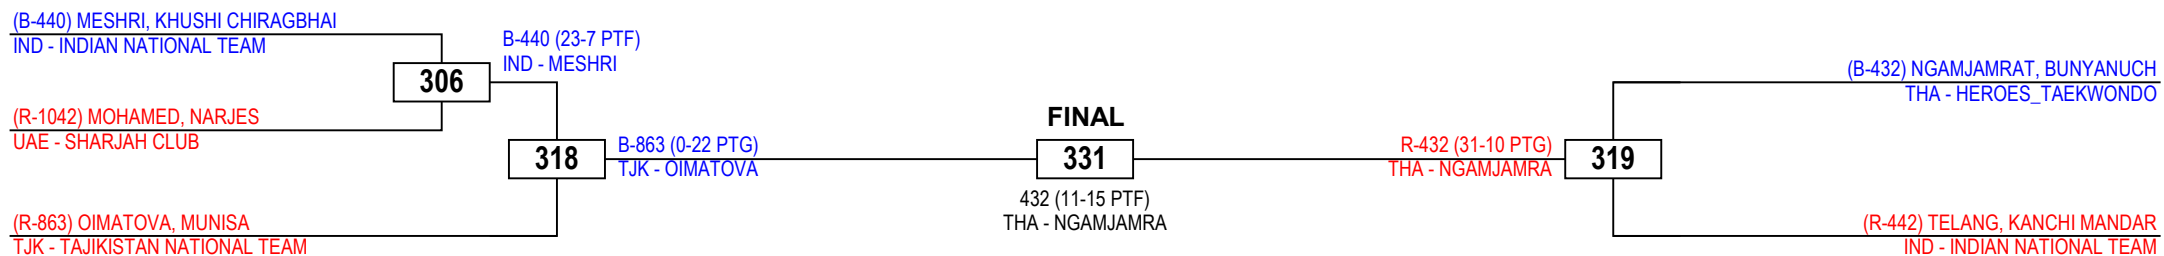 (B-440) MESHRI, KHUSHI CHIRAGBHAI
IND - INDIAN NATIONAL TEAM
306
(R-1042) MOHAMED, NARJES
UAE - SHARJAH CLUB
B-440 (23-7 PTF)
IND - MESHRI
318
(R-863) OIMATOVA, MUNISA
TJK - TAJIKISTAN NATIONAL TEAM
B-863 (0-22 PTG)
TJK - OIMATOVA
FINAL
331
432 (11-15 PTF)
THA - NGAMJAMRA
R-432 (31-10 PTG)
THA - NGAMJAMRA
319
(B-432) NGAMJAMRAT, BUNYANUCH
THA - HEROES_TAEKWONDO
(R-442) TELANG, KANCHI MANDAR
IND - INDIAN NATIONAL TEAM